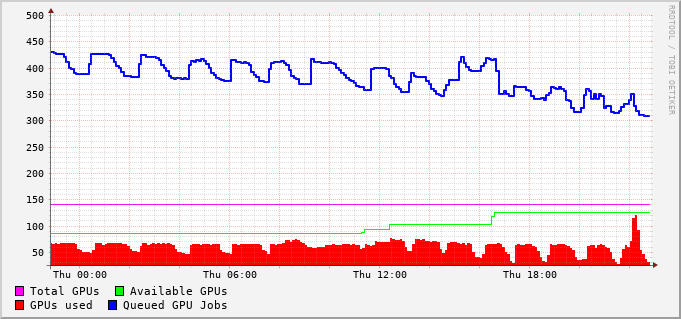 500
450
400
350
300
250
200
150
100
50
Thu 00:00 Thu 06:00 Thu 12:00 Thu 18:00
Total GPUs Available GPUs
GPUs used Queued GPU Jobs
RRDTOOL / TOBI OETIKER